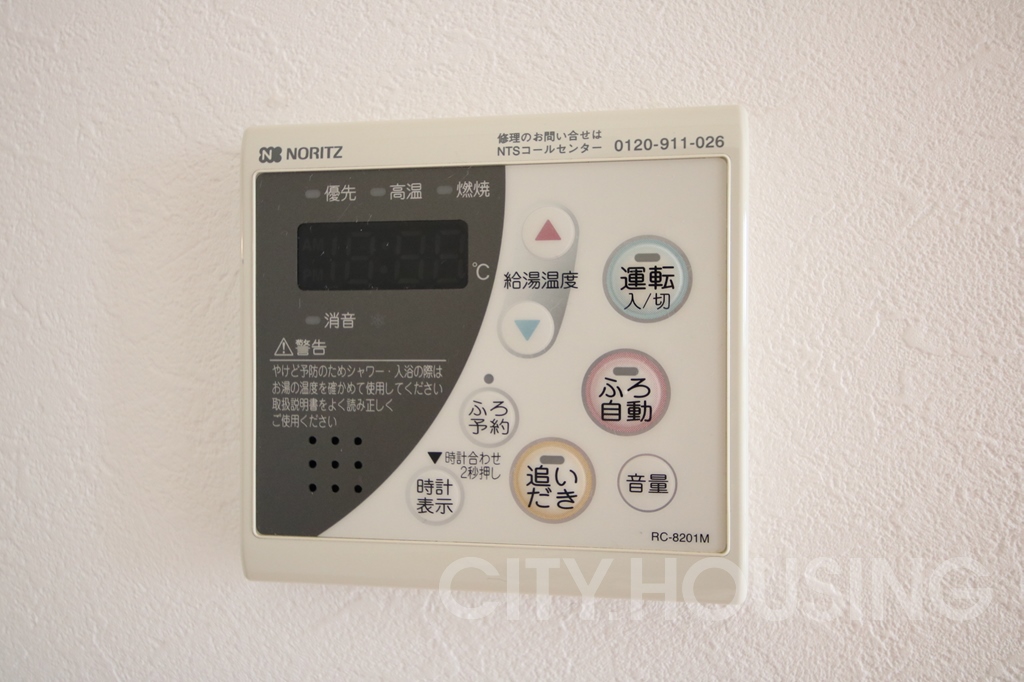 NORITZ
修理のお問い合せは
NTSコールセンター 0120-911-026
優先 高温 燃焼
℃
給湯温度
運転
入/切
消音
警告
やけど予防のためシャワー・入浴の際は
お湯の温度を確かめて使用してください
取扱説明書をよく読み正しく
ご使用ください
ふろ
自動
ふろ
予約
▼時計合わせ
2秒押し
時計
表示
追い
だき
音量
RC-8201M
CITY HOUSING